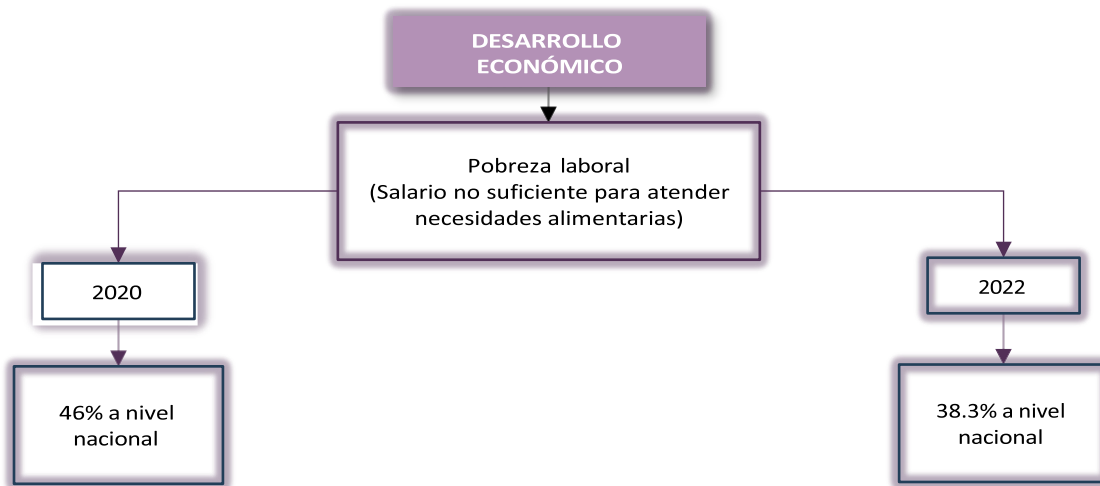 DESARROLLO
ECONÓMICO
Pobreza laboral
(Salario no suficiente para atender
necesidades alimentarias)
2020
2022
46% a nivel
nacional
38.3% a nivel
nacional